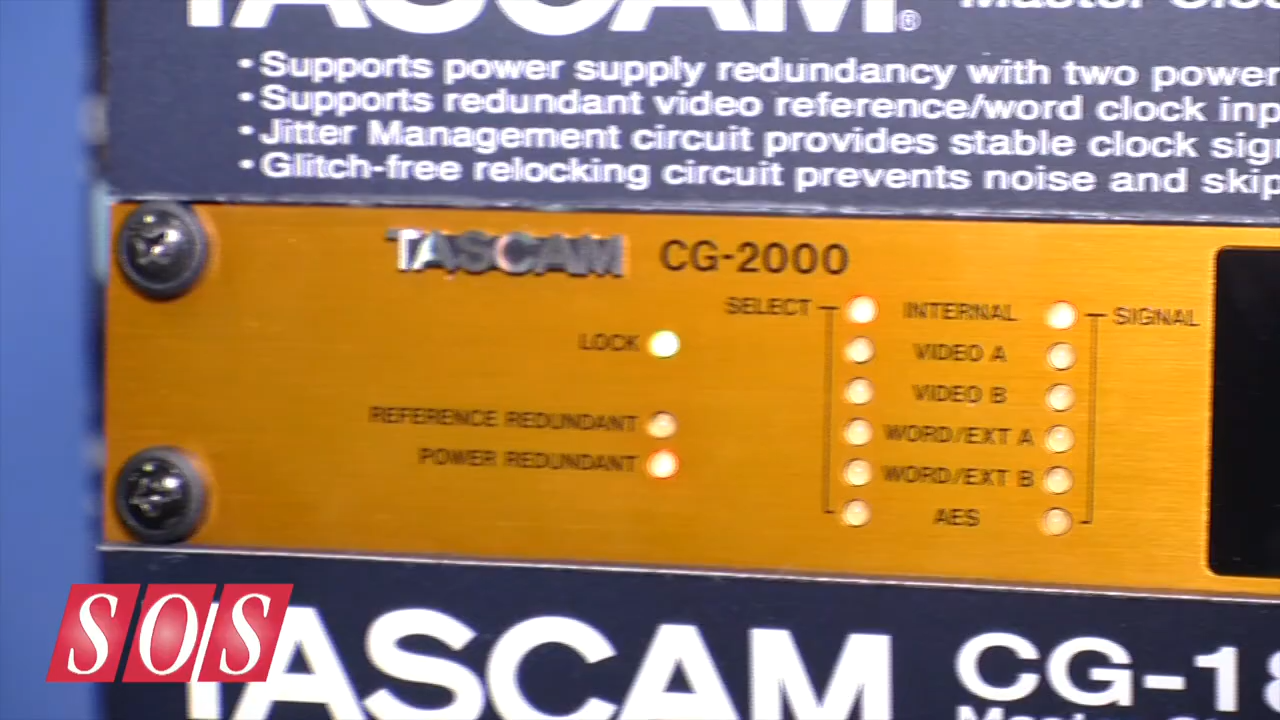 TASCAM® Master Cloc
• Supports power supply redundancy with two power
• Supports redundant video reference/word clock inp
• Jitter Management circuit provides stable clock sig
• Glitch-free relocking circuit prevents noise and skip
TASCAM CG-2000
SELECT INTERNAL SIGNAL
LOCK VIDEO A
VIDEO B
REFERENCE REDUNDANT WORD/EXT A
POWER REDUNDANT WORD/EXT B
AES
SOS
TASCAM CG-18